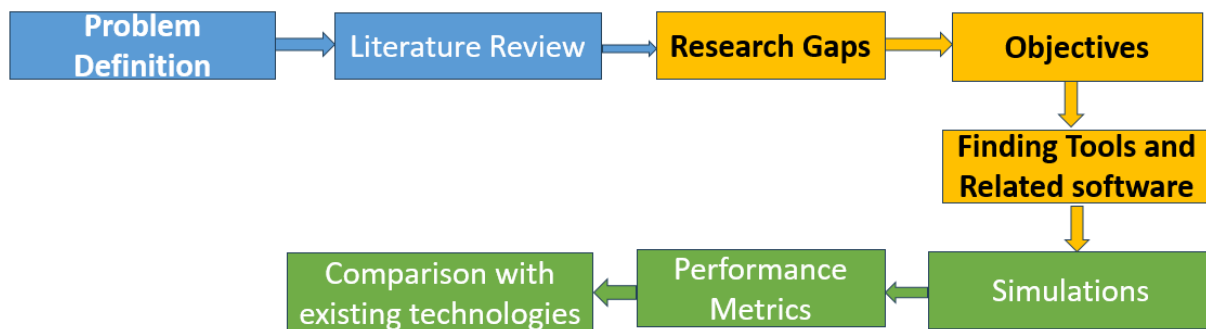 Problem
Definition
Literature Review
Research Gaps
Objectives
Finding Tools and
Related software
Simulations
Performance
Metrics
Comparison with
existing technologies